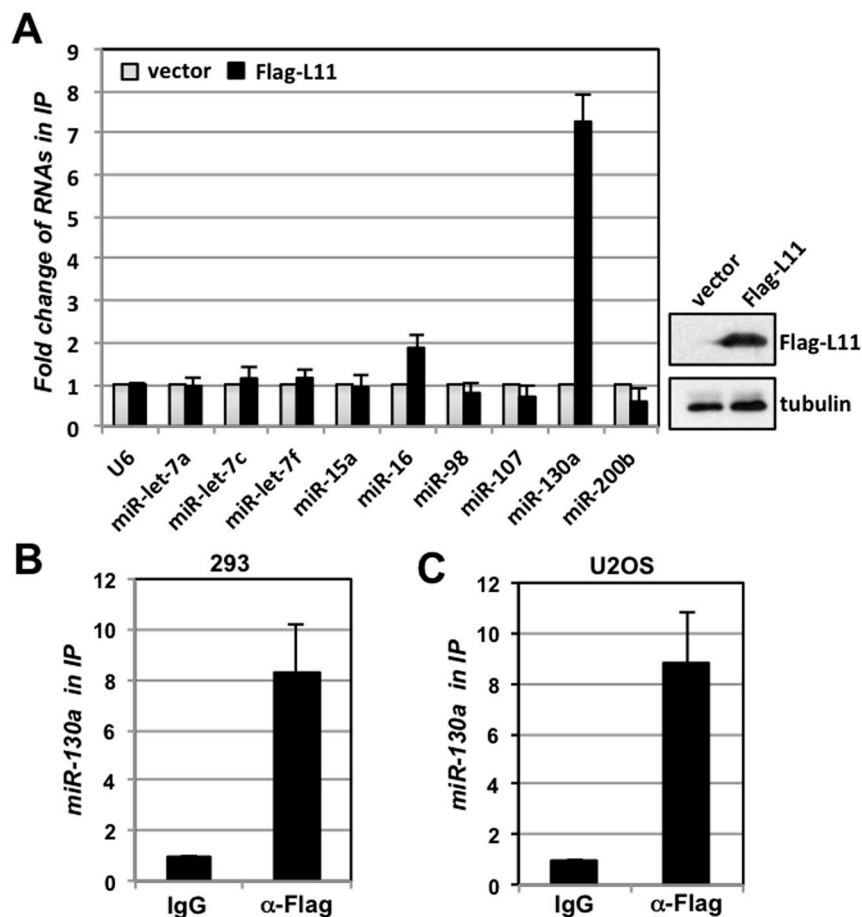 A
Fold change of RNAs in IP
9
8
7
6
5
4
3
2
1
0
vector Flag-L11
U6 miR-let-7a miR-let-7c miR-let-7f miR-15a miR-16 miR-98 miR-107 miR-130a miR-200b
vector Flag-L11
Flag-L11
tubulin
B
293
miR-130a in IP
12
10
8
6
4
2
0
IgG α-Flag
C
U2OS
miR-130a in IP
12
10
8
6
4
2
0
IgG α-Flag